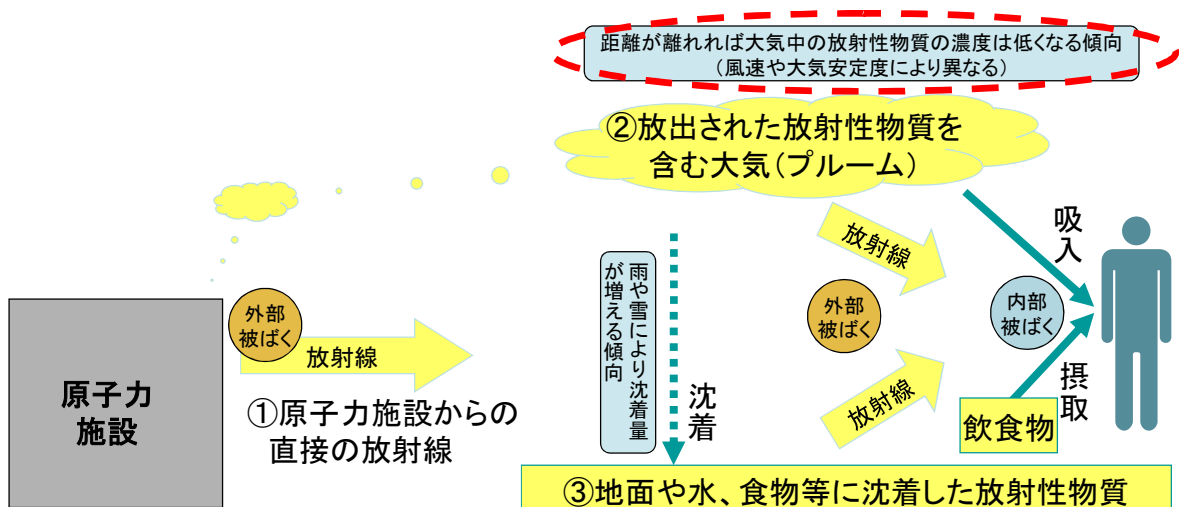 距離が離れれば大気中の放射性物質の濃度は低くなる傾向
（風速や大気安定度により異なる）
②放出された放射性物質を
含む大気（プルーム）
放射線
吸入
外部
被ばく
放射線
原子力
施設
①原子力施設からの
直接の放射線
雨や雪により沈着量
が増える傾向
沈着
外部
被ばく
内部
被ばく
放射線
摂取
飲食物
③地面や水、食物等に沈着した放射性物質